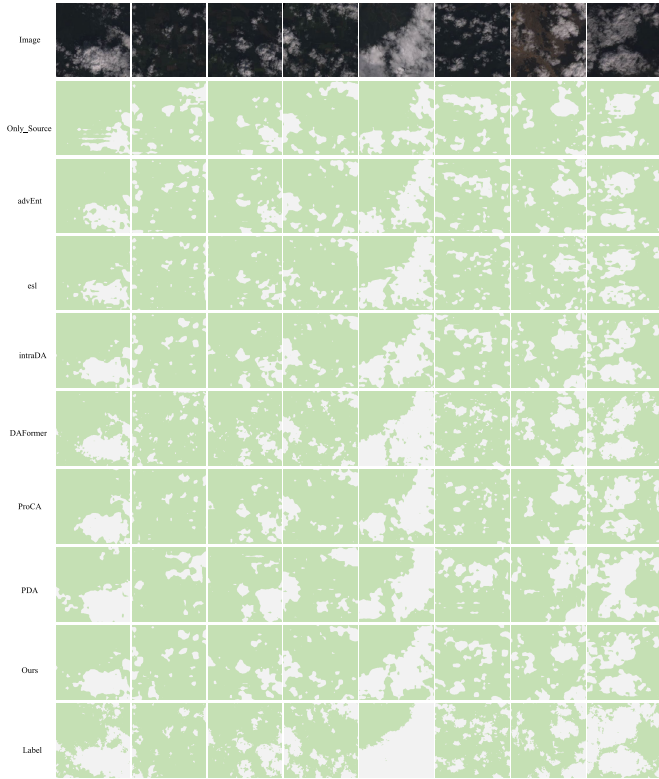 Image
Only_Source
advEnt
esl
intraDA
DAFormer
ProCA
PDA
Ours
Label